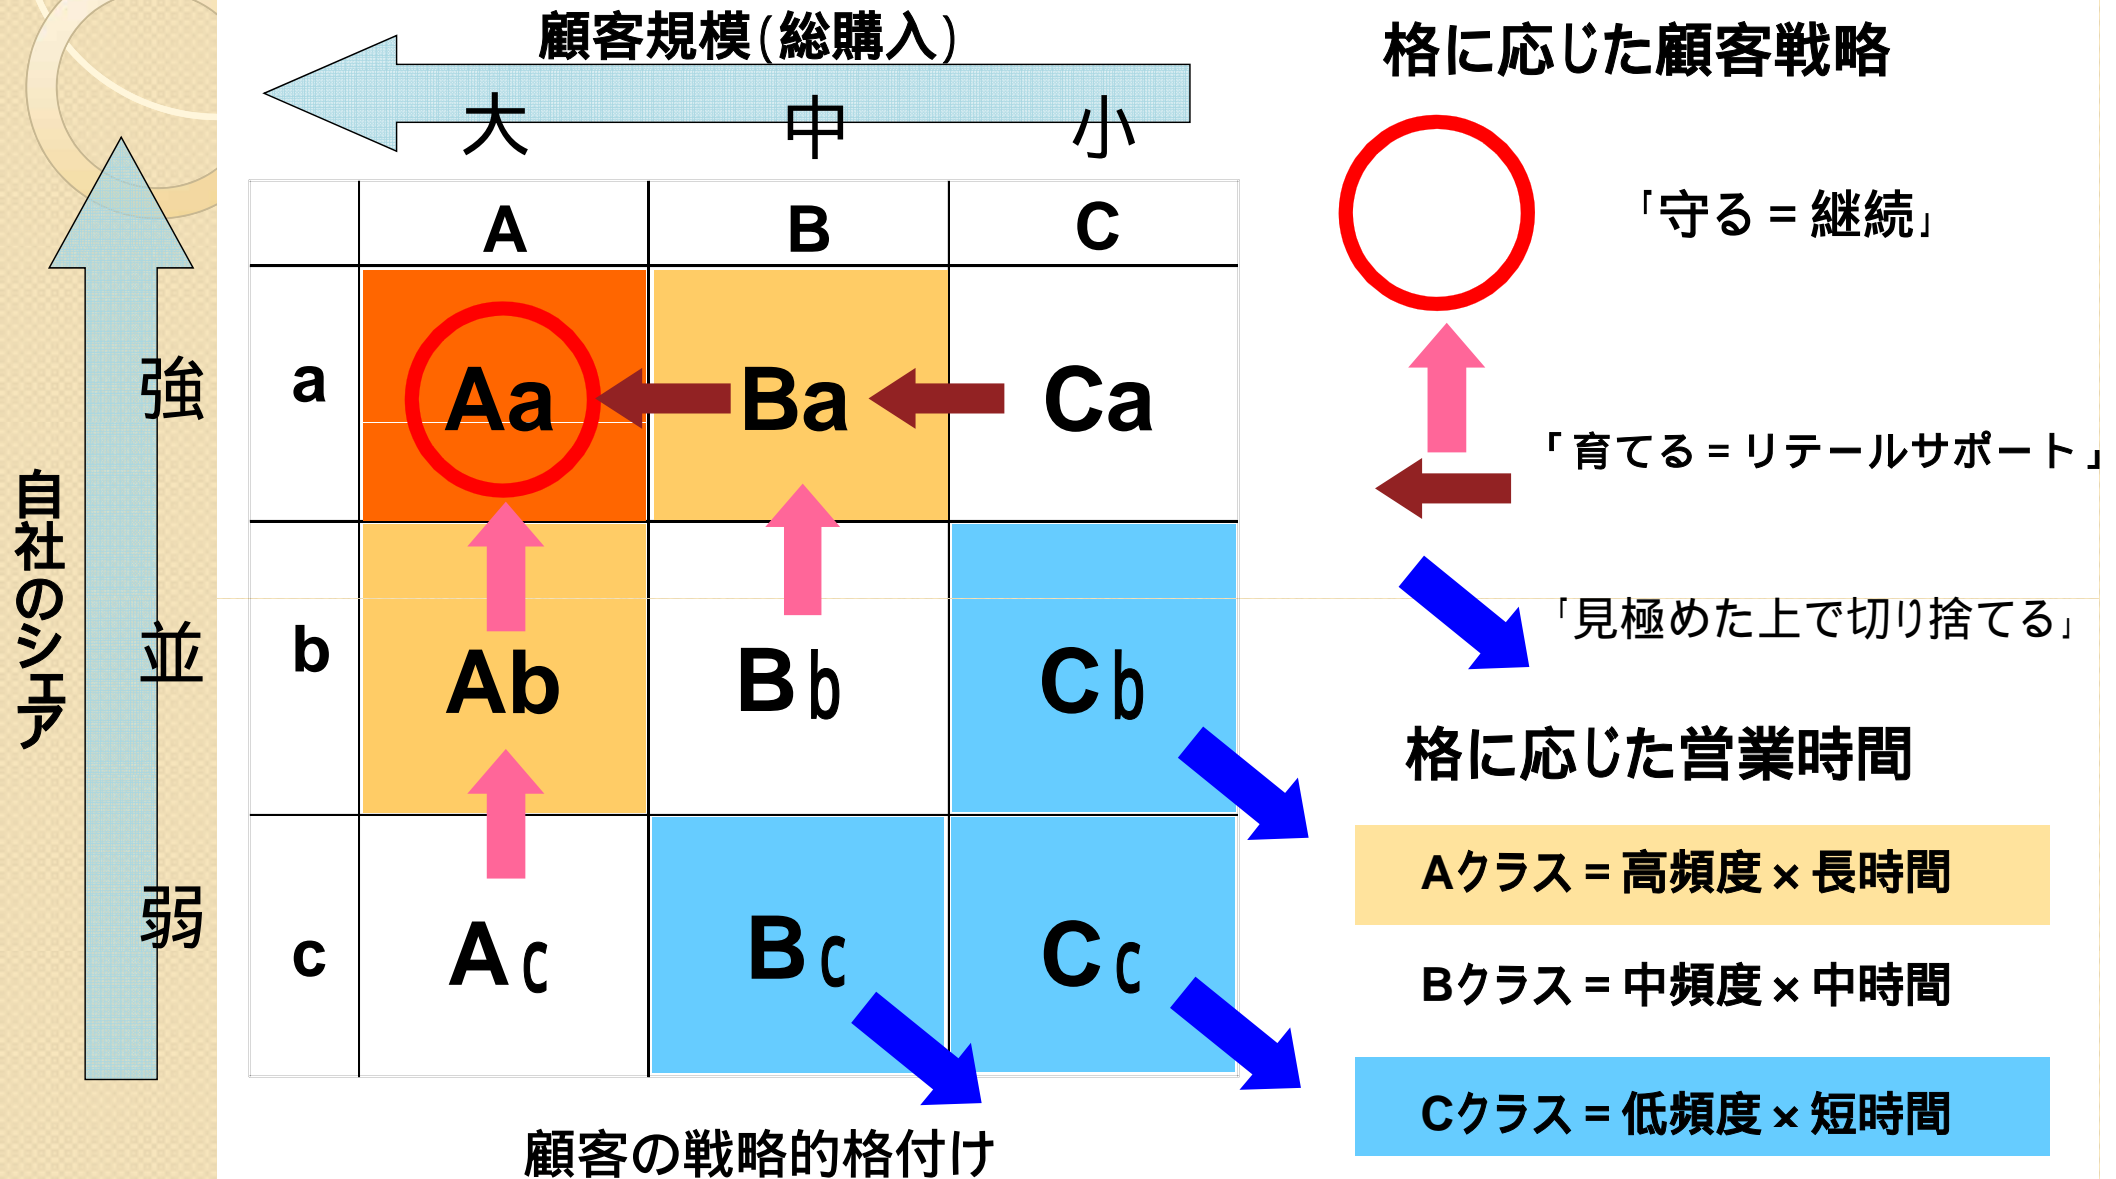 顧客規模(総購入)
大 中 小
A B C
自社のシェア
強
並
弱
a Aa Ba Ca
b Ab Bｂ Cｂ
c Aｃ Bｃ Cｃ
顧客の戦略的格付け
格に応じた顧客戦略
「守る＝継続」
「育てる＝リテールサポート」
「見極めた上で切り捨てる」
格に応じた営業時間
Aクラス＝高頻度×長時間
Bクラス＝中頻度×中時間
Cクラス＝低頻度×短時間